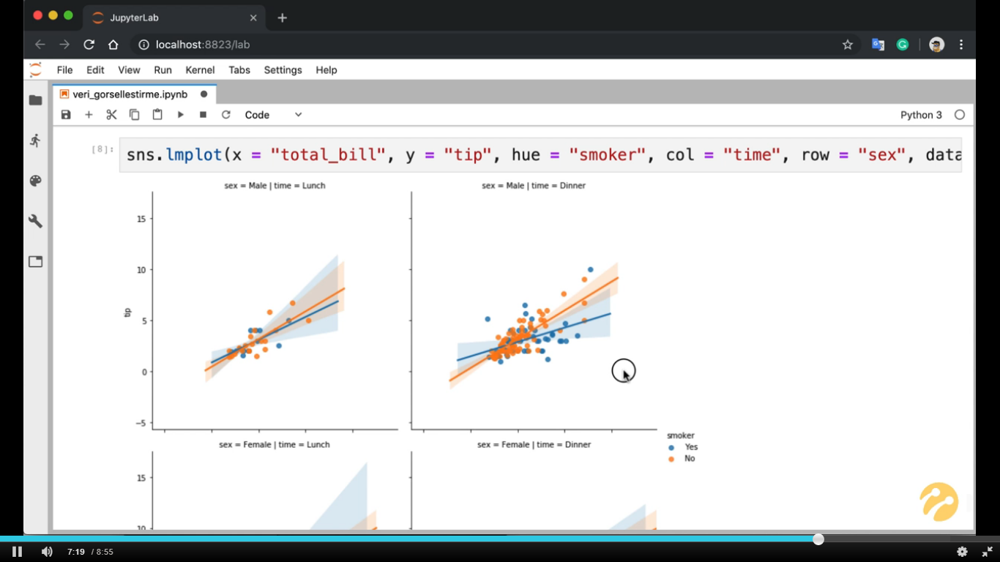 JupyterLab
localhost:8823/lab
File Edit View Run Kernel Tabs Settings Help
veri_gorsellestirme.ipynb
Code Python 3
[8]: sns.lmplot(x = "total_bill", y = "tip", hue = "smoker", col = "time", row = "sex", data
sex = Male | time = Lunch sex = Male | time = Dinner
15
10
tip
5
0
−5
sex = Female | time = Lunch sex = Female | time = Dinner
smoker
Yes
No
15
10
7:19 / 8:55